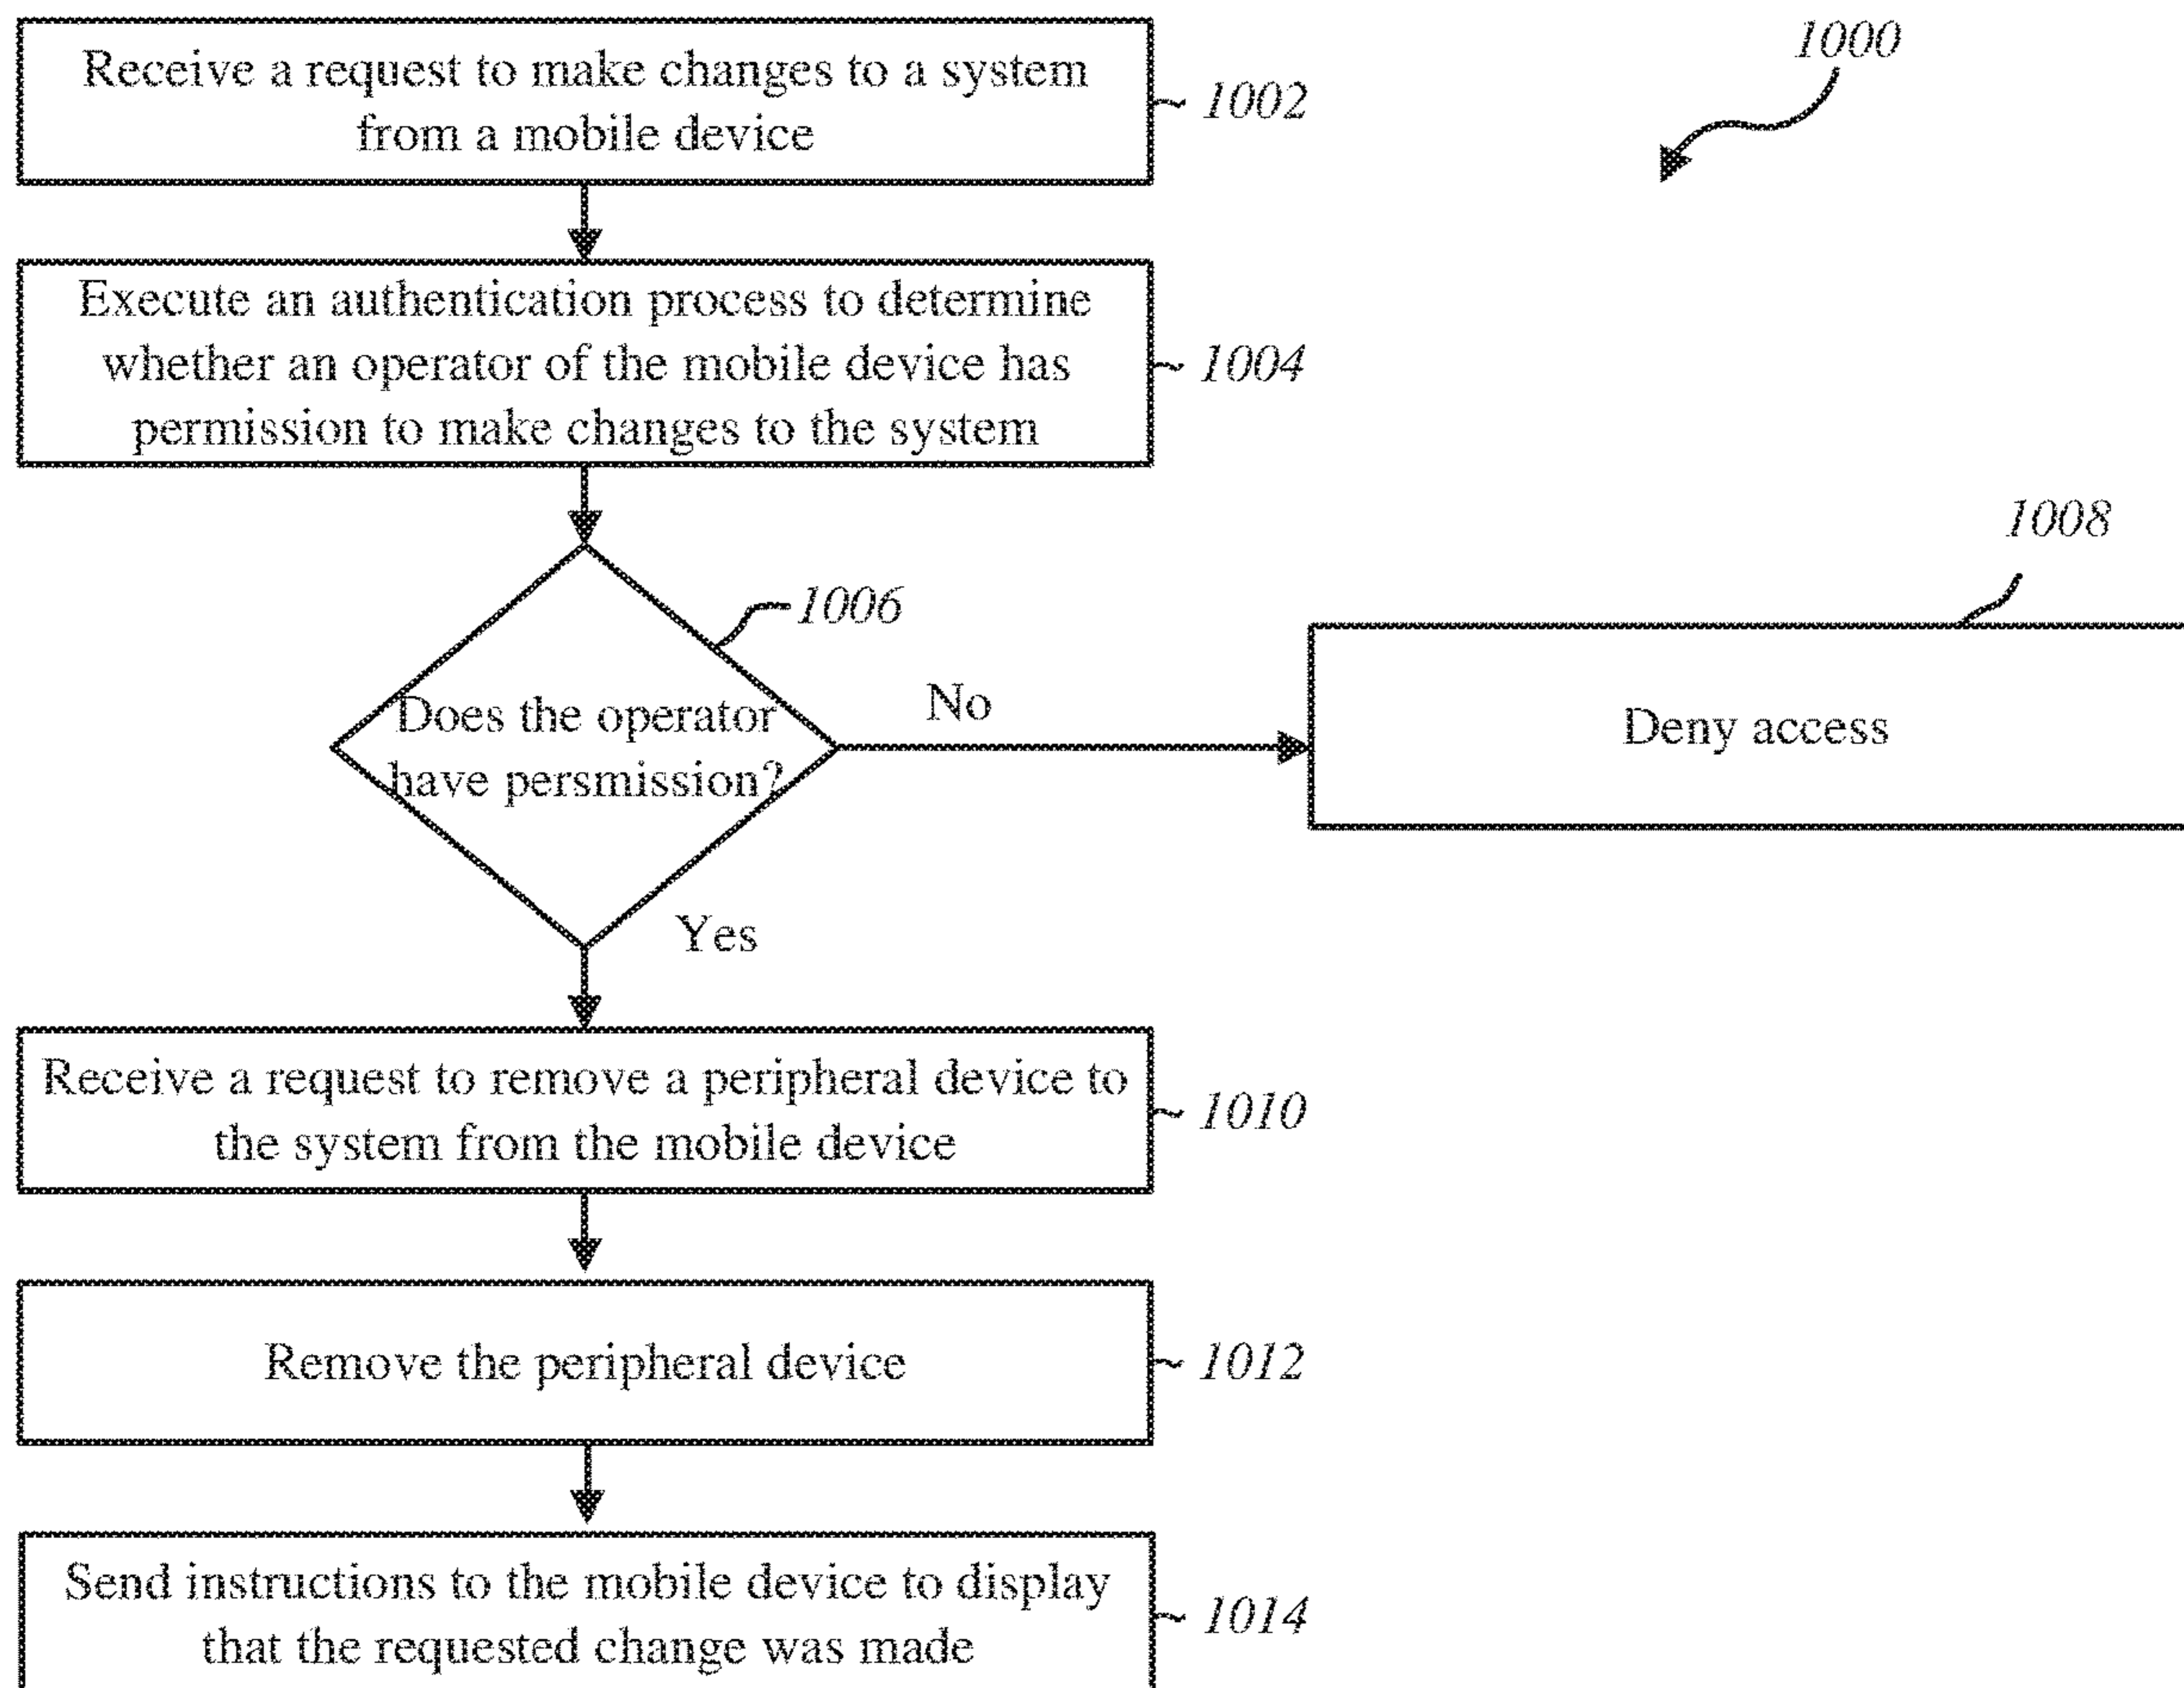 1000
Receive a request to make changes to a system
from a mobile device
1002
Execute an authentication process to determine
whether an operator of the mobile device has
permission to make changes to the system
1004
1006
Does the operator
have persmission?
No
1008
Deny access
Yes
Receive a request to remove a peripheral device to
the system from the mobile device
1010
Remove the peripheral device
1012
Send instructions to the mobile device to display
that the requested change was made
1014